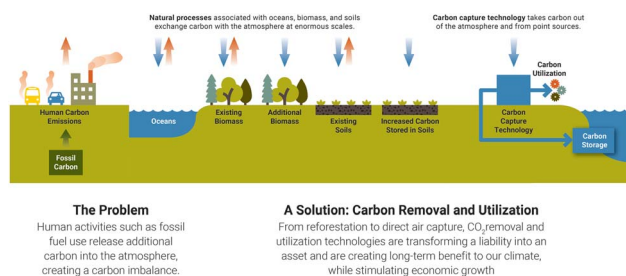 Natural processes associated with oceans, biomass, and soils
exchange carbon with the atmosphere at enormous scales.
Carbon capture technology takes carbon out
of the atmosphere and from point sources.
Carbon
Utilization
Human Carbon
Emissions
Oceans
Existing
Biomass
Additional
Biomass
Existing
Soils
Increased Carbon
Stored in Soils
Carbon
Capture
Technology
Carbon
Storage
Fossil
Carbon
The Problem
Human activities such as fossil
fuel use release additional
carbon into the atmosphere,
creating a carbon imbalance.
A Solution: Carbon Removal and Utilization
From reforestation to direct air capture, CO₂removal and
utilization technologies are transforming a liability into an
asset and are creating long-term benefit to our climate,
while stimulating economic growth